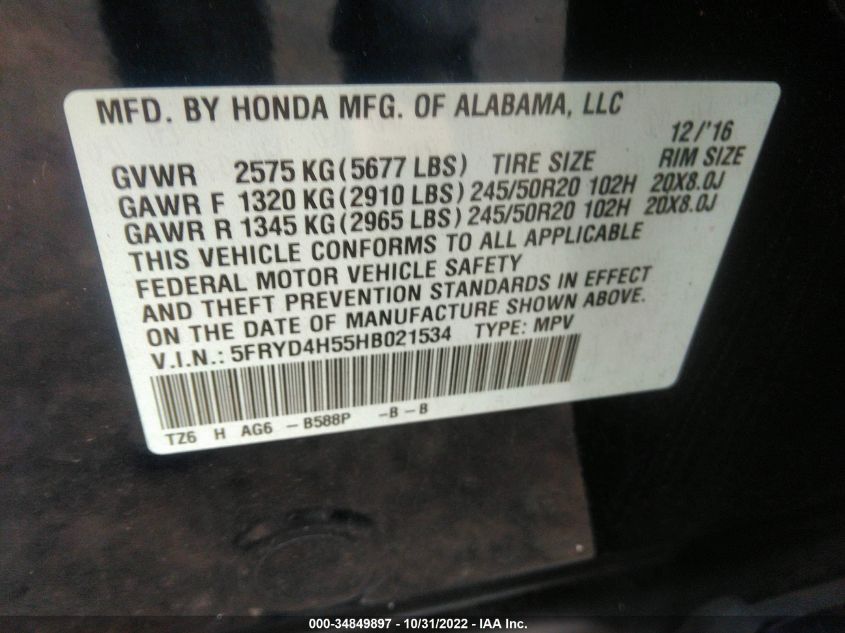 MFD. BY HONDA MFG. OF ALABAMA, LLC
12/'16
GVWR 2575 KG (5677 LBS) TIRE SIZE RIM SIZE
GAWR F 1320 KG (2910 LBS) 245/50R20 102H 20X8.0J
GAWR R 1345 KG (2965 LBS) 245/50R20 102H 20X8.0J
THIS VEHICLE CONFORMS TO ALL APPLICABLE
FEDERAL MOTOR VEHICLE SAFETY
AND THEFT PREVENTION STANDARDS IN EFFECT
ON THE DATE OF MANUFACTURE SHOWN ABOVE.
V.I.N.: 5FRYD4H55HB021534 TYPE: MPV
TZ6 H AG6 - B588P - B - B
000-34849897 - 10/31/2022 - IAA Inc.